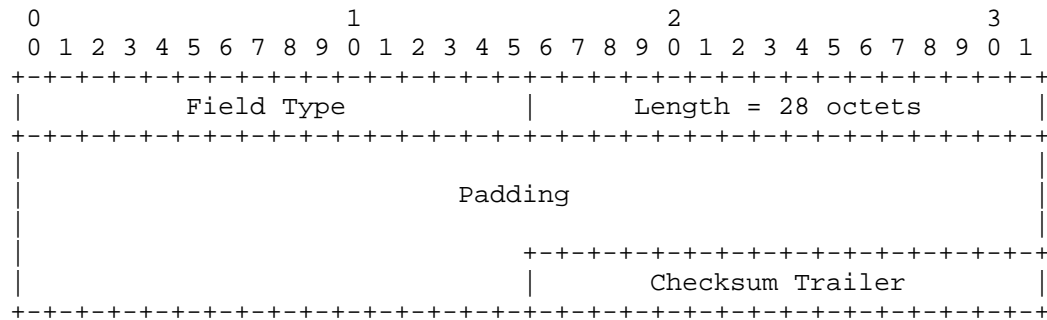 0                   1                   2                   3
 0 1 2 3 4 5 6 7 8 9 0 1 2 3 4 5 6 7 8 9 0 1 2 3 4 5 6 7 8 9 0 1
+-+-+-+-+-+-+-+-+-+-+-+-+-+-+-+-+-+-+-+-+-+-+-+-+-+-+-+-+-+-+-+-+
|          Field Type           |      Length = 28 octets       |
+-+-+-+-+-+-+-+-+-+-+-+-+-+-+-+-+-+-+-+-+-+-+-+-+-+-+-+-+-+-+-+-+
|                                                               |
|                           Padding                             |
|                                                               |
|                               +-+-+-+-+-+-+-+-+-+-+-+-+-+-+-+-+
|                               |       Checksum Trailer        |
+-+-+-+-+-+-+-+-+-+-+-+-+-+-+-+-+-+-+-+-+-+-+-+-+-+-+-+-+-+-+-+-+